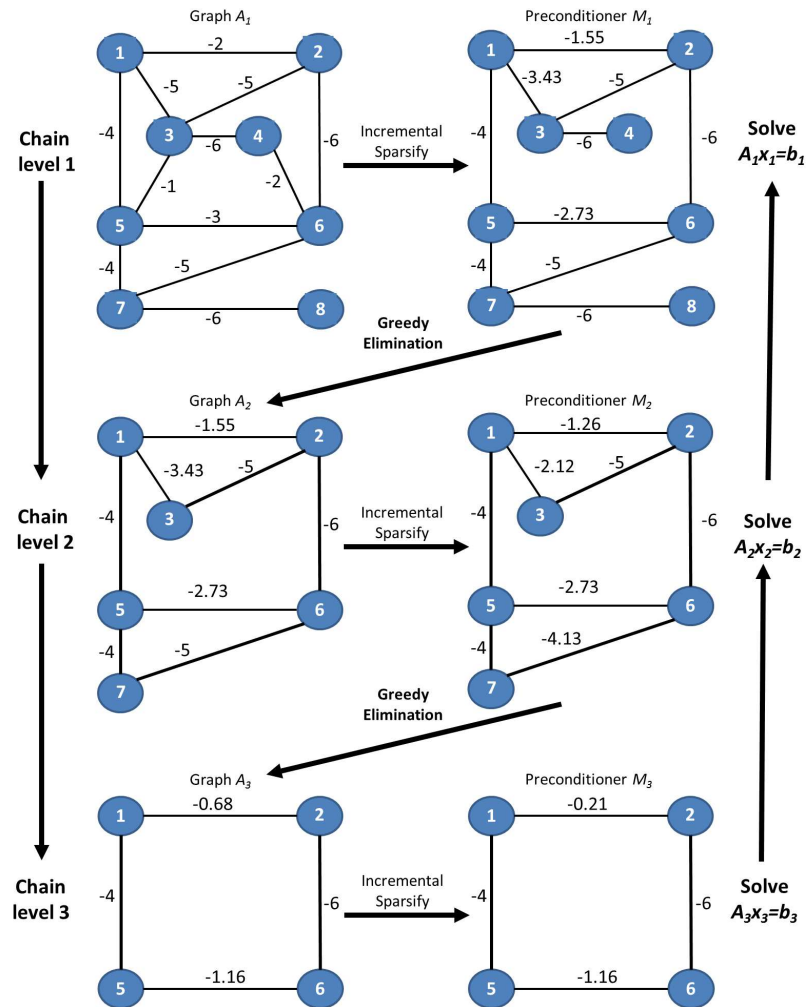 Graph A1
Preconditioner M1
1
-2
2
1
-1.55
2
-5
-5
-3.43
-5
Chain
level 1
-4
3
-6
4
-6
Incremental
Sparsify
-4
3
-6
4
-6
Solve
A1x1=b1
-1
-2
5
-3
6
5
-2.73
6
-4
-5
-4
-5
7
-6
8
7
-6
8
Greedy
Elimination
Graph A2
Preconditioner M2
1
-1.55
2
1
-1.26
2
-3.43
-5
-2.12
-5
Chain
level 2
-4
3
-6
Incremental
Sparsify
-4
3
-6
Solve
A2x2=b2
5
-2.73
6
5
-2.73
6
-4
-5
-4
-4.13
7
7
Greedy
Elimination
Graph A3
Preconditioner M3
1
-0.68
2
1
-0.21
2
Chain
level 3
-4
-6
Incremental
Sparsify
-4
-6
Solve
A3x3=b3
5
-1.16
6
5
-1.16
6